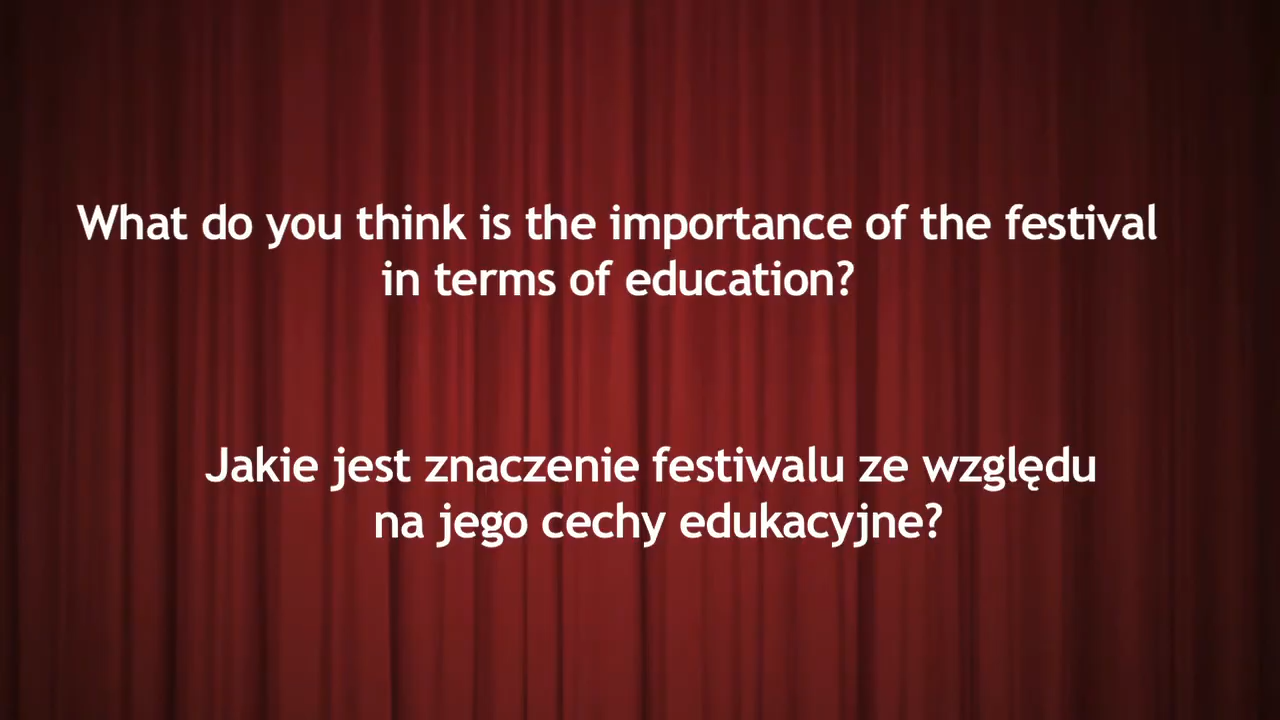 What do you think is the importance of the festival
in terms of education?
Jakie jest znaczenie festiwalu ze względu
na jego cechy edukacyjne?